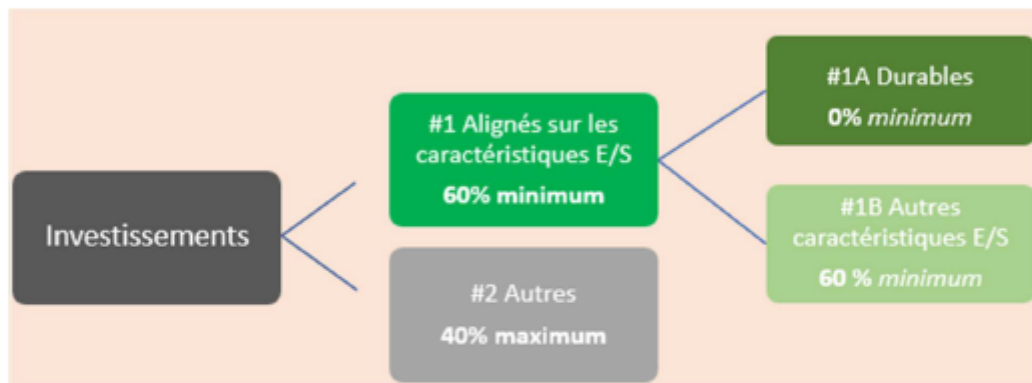 Investissements
#1 Alignés sur les
caractéristiques E/S
60% minimum
#2 Autres
40% maximum
#1A Durables
0% minimum
#1B Autres
caractéristiques E/S
60 % minimum